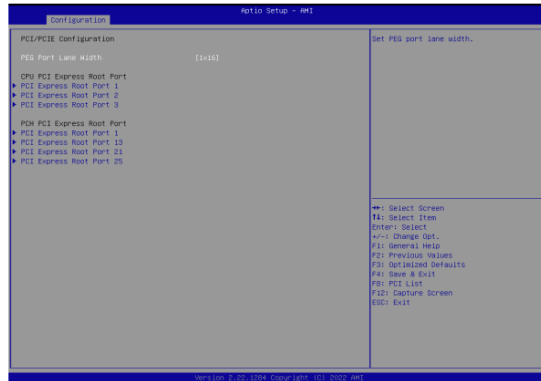 Aptio Setup - AMI
Configuration
PCI/PCIE Configuration
PEG Port Lane Width [1x16]
CPU PCI Express Root Port
PCI Express Root Port 1
PCI Express Root Port 2
PCI Express Root Port 3
PCH PCI Express Root Port
PCI Express Root Port 1
PCI Express Root Port 13
PCI Express Root Port 21
PCI Express Root Port 25
Set PEG port lane width.
→←: Select Screen
↑↓: Select Item
Enter: Select
+/-: Change Opt.
F1: General Help
F2: Previous Values
F3: Optimized Defaults
F4: Save & Exit
F8: PCI List
F12: Capture Screen
ESC: Exit
Version 2.22.1284 Copyright (C) 2022 AMI